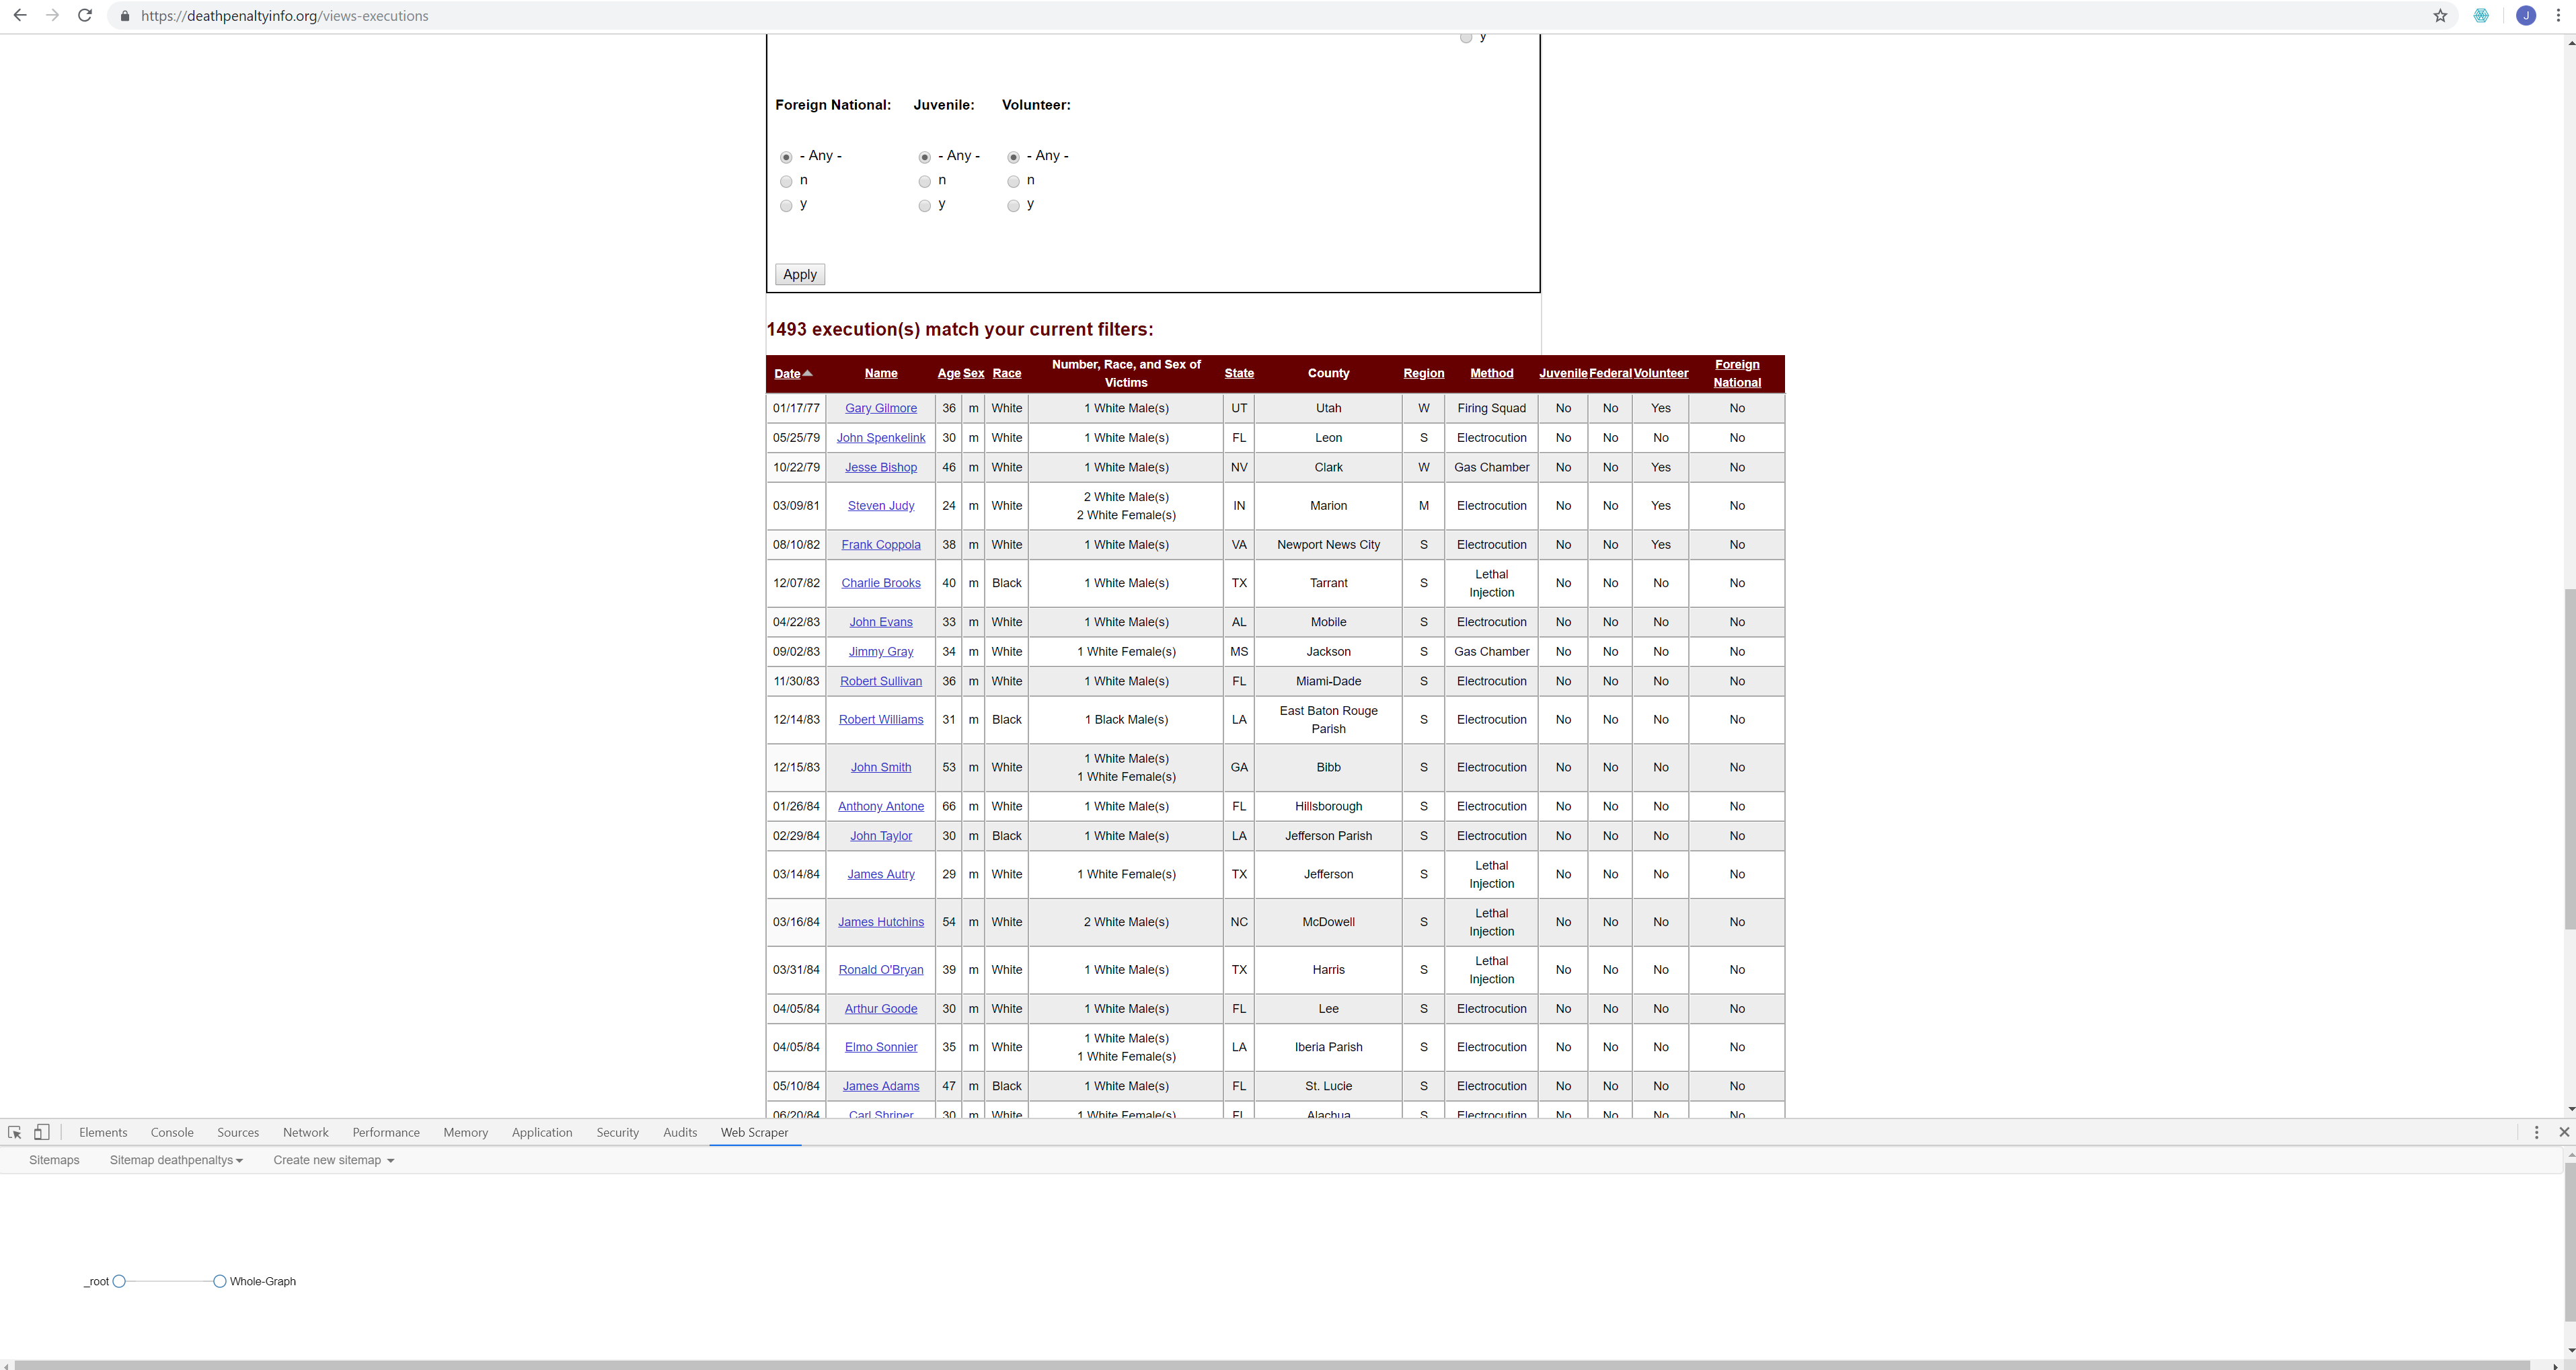 https://deathpenaltyinfo.org/views-executions
J
y
Foreign National: Juvenile: Volunteer:
- Any - - Any - - Any -
n n n
y y y
Apply
1493 execution(s) match your current filters:
Date Name Age Sex Race Number, Race, and Sex of Victims State County Region Method Juvenile Federal Volunteer Foreign National
01/17/77 Gary Gilmore 36 m White 1 White Male(s) UT Utah W Firing Squad No No Yes No
05/25/79 John Spenkelink 30 m White 1 White Male(s) FL Leon S Electrocution No No No No
10/22/79 Jesse Bishop 46 m White 1 White Male(s) NV Clark W Gas Chamber No No Yes No
03/09/81 Steven Judy 24 m White 2 White Male(s) 2 White Female(s) IN Marion M Electrocution No No Yes No
08/10/82 Frank Coppola 38 m White 1 White Male(s) VA Newport News City S Electrocution No No Yes No
12/07/82 Charlie Brooks 40 m Black 1 White Male(s) TX Tarrant S Lethal Injection No No No No
04/22/83 John Evans 33 m White 1 White Male(s) AL Mobile S Electrocution No No No No
09/02/83 Jimmy Gray 34 m White 1 White Female(s) MS Jackson S Gas Chamber No No No No
11/30/83 Robert Sullivan 36 m White 1 White Male(s) FL Miami-Dade S Electrocution No No No No
12/14/83 Robert Williams 31 m Black 1 Black Male(s) LA East Baton Rouge Parish S Electrocution No No No No
12/15/83 John Smith 53 m White 1 White Male(s) 1 White Female(s) GA Bibb S Electrocution No No No No
01/26/84 Anthony Antone 66 m White 1 White Male(s) FL Hillsborough S Electrocution No No No No
02/29/84 John Taylor 30 m Black 1 White Male(s) LA Jefferson Parish S Electrocution No No No No
03/14/84 James Autry 29 m White 1 White Female(s) TX Jefferson S Lethal Injection No No No No
03/16/84 James Hutchins 54 m White 2 White Male(s) NC McDowell S Lethal Injection No No No No
03/31/84 Ronald O'Bryan 39 m White 1 White Male(s) TX Harris S Lethal Injection No No No No
04/05/84 Arthur Goode 30 m White 1 White Male(s) FL Lee S Electrocution No No No No
04/05/84 Elmo Sonnier 35 m White 1 White Male(s) 1 White Female(s) LA Iberia Parish S Electrocution No No No No
05/10/84 James Adams 47 m Black 1 White Male(s) FL St. Lucie S Electrocution No No No No
06/20/84 Carl Shriner 30 m White 1 White Female(s) FL Alachua S Electrocution No No No No
Elements Console Sources Network Performance Memory Application Security Audits Web Scraper
Sitemaps Sitemap deathpenaltys Create new sitemap
_root Whole-Graph